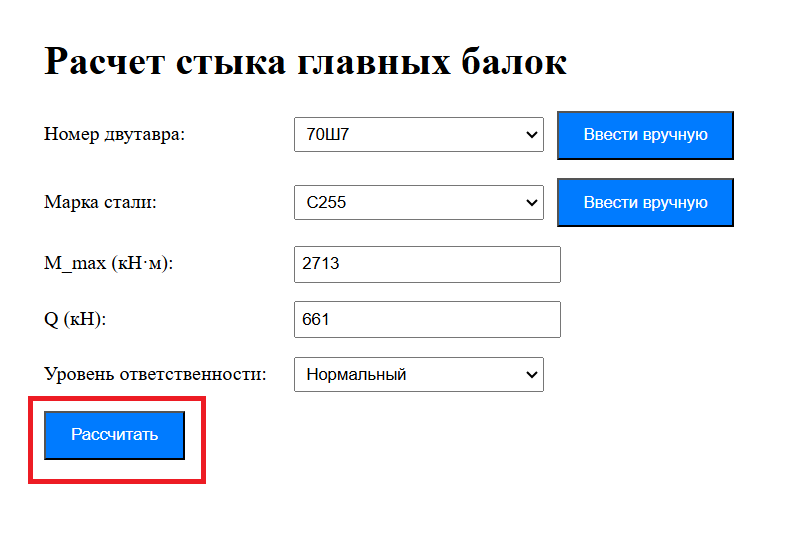 Расчет стыка главных балок
Номер двутавра: 70Ш7 Ввести вручную
Марка стали: С255 Ввести вручную
M_max (кН·м): 2713
Q (кН): 661
Уровень ответственности: Нормальный
Рассчитать